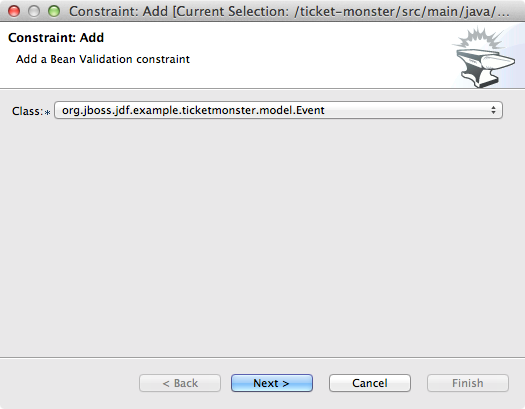 Constraint: Add [Current Selection: /ticket-monster/src/main/java/...
Constraint: Add
Add a Bean Validation constraint
Class:* org.jboss.jdf.example.ticketmonster.model.Event
< Back Next > Cancel Finish